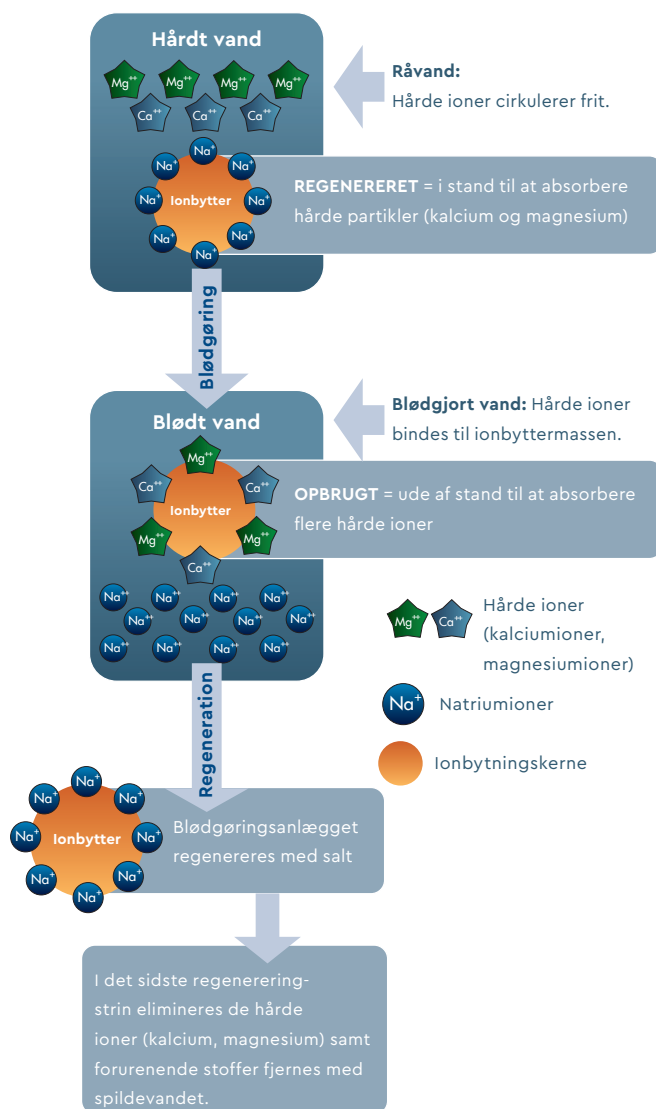 Hårdt vand
Mg++ Mg++ Mg++ Mg++
Ca++ Ca++ Ca++
Råvand:
Hårde ioner cirkulerer frit.
Na+
Na+ Na+
Na+ Ionbytter Na+
Na+ Na+
Na+
REGENERERET = i stand til at absorbere
hårde partikler (kalcium og magnesium)
Blødgøring
Blødt vand
Blødgjort vand: Hårde ioner
bindes til ionbyttermassen.
Mg++
Ca++ Ca++
Ionbytter
Mg++ Mg++
Ca++
OPBRUGT = ude af stand til at absorbere
flere hårde ioner
Na++ Na++ Na++ Na++
Na++ Na++ Na++ Na++
Na++ Na++ Na++ Na++
Mg++ Ca++ Hårde ioner
(kalciumioner,
magnesiumioner)
Na+ Natriumioner
Ionbytningskerne
Regeneration
Na+
Na+ Na+
Na+ Ionbytter Na+
Na+ Na+
Na+
Blødgøringsanlægget
regenereres med salt
I det sidste regenerering-
strin elimineres de hårde
ioner (kalcium, magnesium) samt
forurenende stoffer fjernes med
spildevandet.